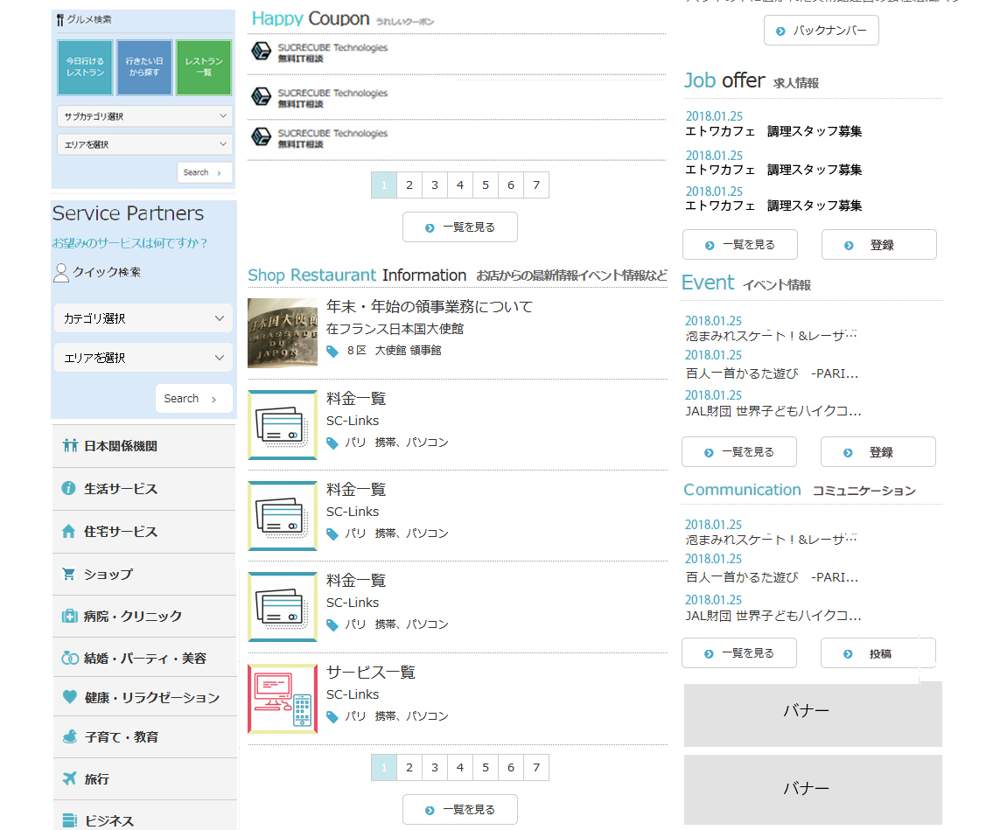 グルメ検索
今日行ける
レストラン
行きたい日
から探す
レストラン
一覧
サブカテゴリ選択
エリアを選択
Search
Service Partners
お望みのサービスは何ですか？
クイック検索
カテゴリ選択
エリアを選択
Search
日本関係機関
生活サービス
住宅サービス
ショップ
病院・クリニック
結婚・パーティ・美容
健康・リラクゼーション
子育て・教育
旅行
ビジネス
Happy Coupon うれしいクーポン
SUCRECUBE Technologies
無料IT相談
SUCRECUBE Technologies
無料IT相談
SUCRECUBE Technologies
無料IT相談
1 2 3 4 5 6 7
一覧を見る
Shop Restaurant Information お店からの最新情報イベント情報など
日本国大使館
AMBASSADE
DU
JAPON
年末・年始の領事業務について
在フランス日本国大使館
8区 大使館 領事館
料金一覧
SC-Links
パリ 携帯、パソコン
料金一覧
SC-Links
パリ 携帯、パソコン
料金一覧
SC-Links
パリ 携帯、パソコン
サービス一覧
SC-Links
パリ 携帯、パソコン
1 2 3 4 5 6 7
一覧を見る
バックナンバー
Job offer 求人情報
2018.01.25
エトワカフェ 調理スタッフ募集
2018.01.25
エトワカフェ 調理スタッフ募集
2018.01.25
エトワカフェ 調理スタッフ募集
一覧を見る 登録
Event イベント情報
2018.01.25
泡まみれスケート！&レーザ…
2018.01.25
百人一首かるた遊び -PARI...
2018.01.25
JAL財団 世界子どもハイクコ...
一覧を見る 登録
Communication コミュニケーション
2018.01.25
泡まみれスケート！&レーザ…
2018.01.25
百人一首かるた遊び -PARI...
2018.01.25
JAL財団 世界子どもハイクコ...
一覧を見る 投稿
バナー
バナー